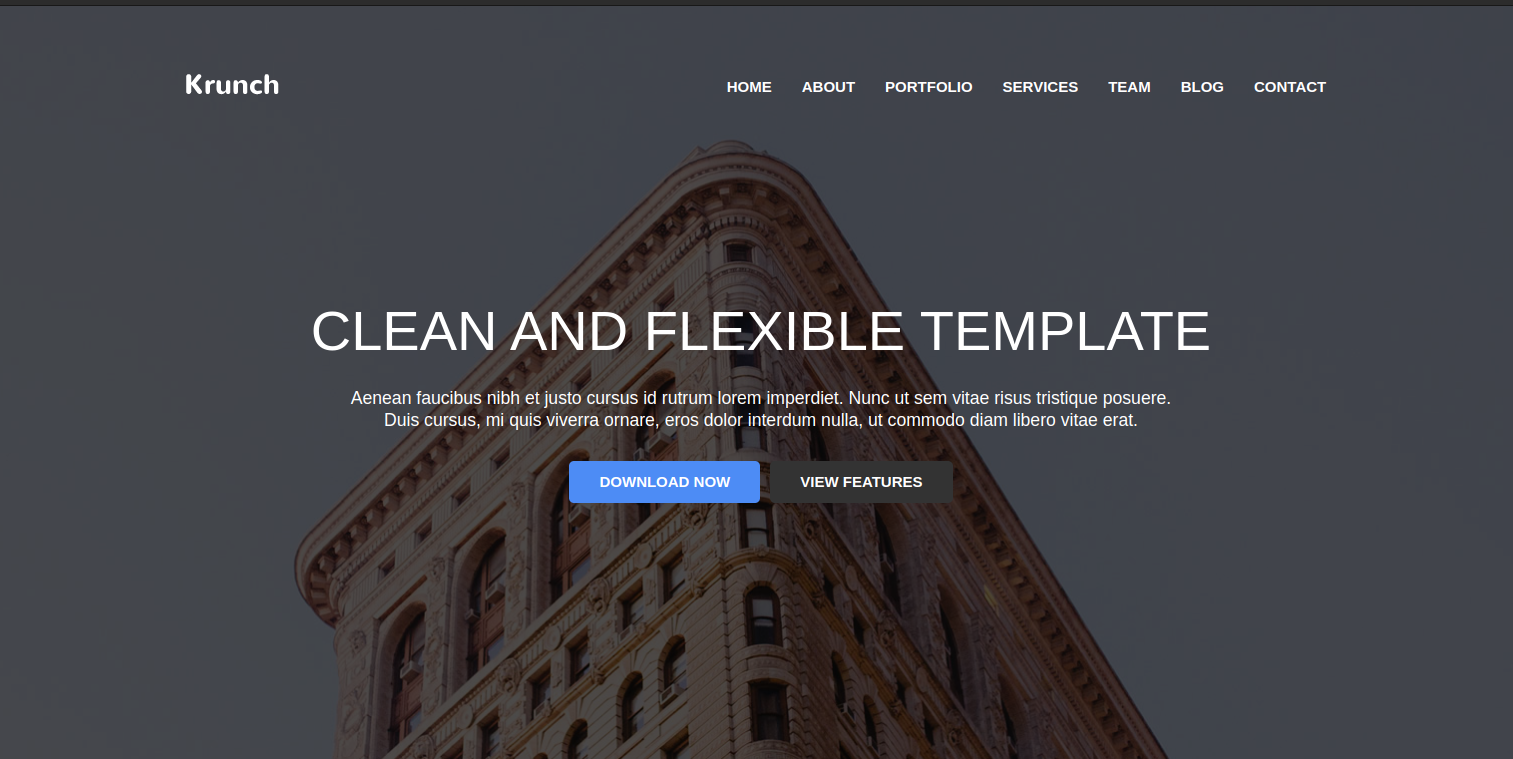 Krunch
HOME ABOUT PORTFOLIO SERVICES TEAM BLOG CONTACT
CLEAN AND FLEXIBLE TEMPLATE
Aenean faucibus nibh et justo cursus id rutrum lorem imperdiet. Nunc ut sem vitae risus tristique posuere.
Duis cursus, mi quis viverra ornare, eros dolor interdum nulla, ut commodo diam libero vitae erat.
DOWNLOAD NOW VIEW FEATURES